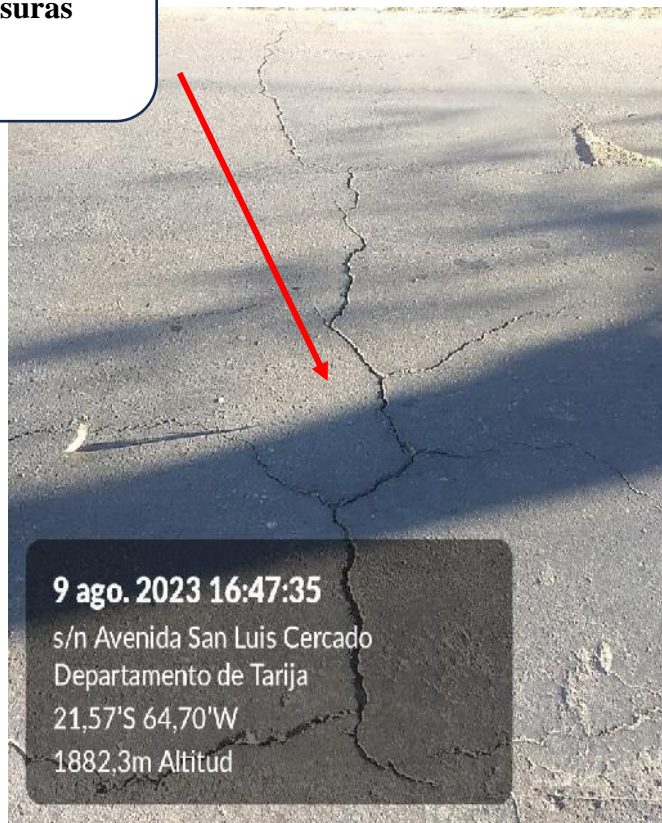 suras
9 ago. 2023 16:47:35
s/n Avenida San Luis Cercado
Departamento de Tarija
21,57'S 64,70'W
1882,3m Altitud